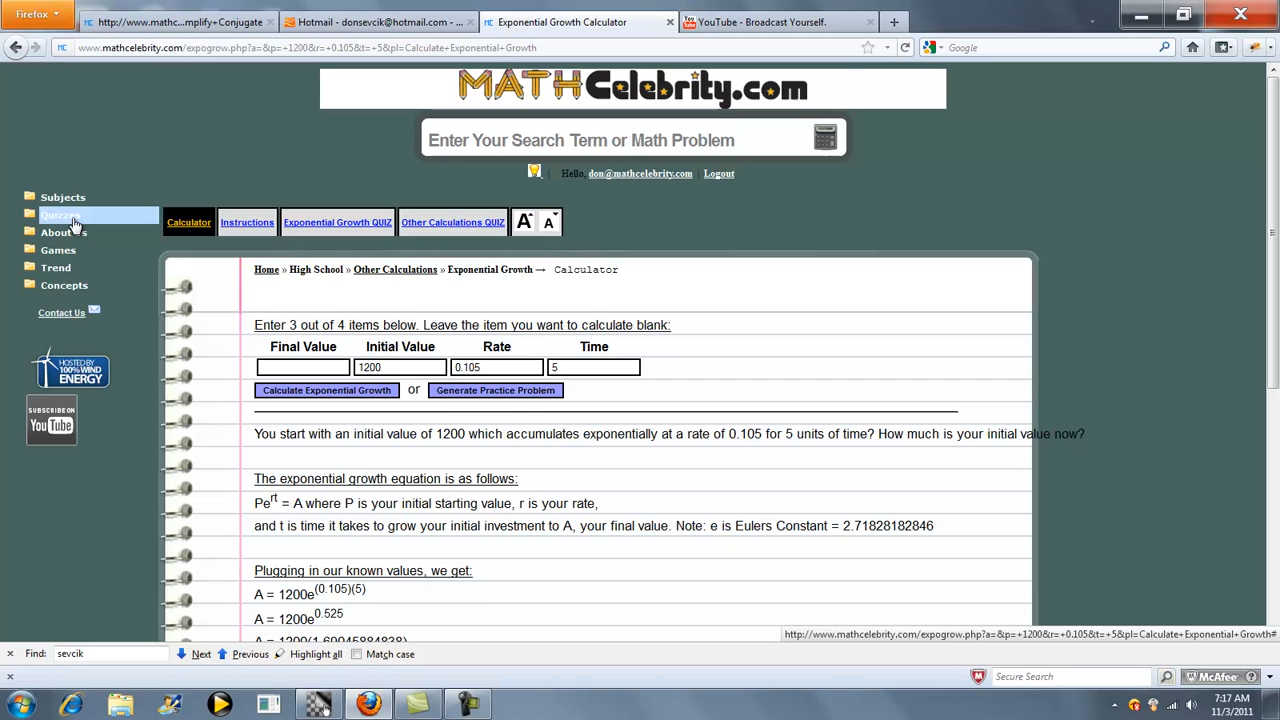 Firefox
http://www.mathc...mplify+Conjugate
Hotmail - donsevcik@hotmail.com - ...
Exponential Growth Calculator
YouTube - Broadcast Yourself.
www.mathcelebrity.com/expogrow.php?a=&p=+1200&r=+0.105&t=+5&pl=Calculate+Exponential+Growth
Google
MATHCelebrity.com
Enter Your Search Term or Math Problem
Hello, don@mathcelebrity.com | Logout
Subjects
Quizzes
About Us
Games
Trend
Concepts
Contact Us
HOSTED BY
100% WIND
ENERGY
SUBSCRIBE ON
YouTube
Calculator
Instructions
Exponential Growth QUIZ
Other Calculations QUIZ
A A
Home » High School » Other Calculations » Exponential Growth → Calculator
Enter 3 out of 4 items below. Leave the item you want to calculate blank:
Final Value Initial Value Rate Time
1200 0.105 5
Calculate Exponential Growth or Generate Practice Problem
You start with an initial value of 1200 which accumulates exponentially at a rate of 0.105 for 5 units of time? How much is your initial value now?
The exponential growth equation is as follows:
Pe^rt = A where P is your initial starting value, r is your rate,
and t is time it takes to grow your initial investment to A, your final value. Note: e is Eulers Constant = 2.71828182846
Plugging in our known values, we get:
A = 1200e^(0.105)(5)
A = 1200e^0.525
A = 1200(1.69045884838)
http://www.mathcelebrity.com/expogrow.php?a=&p=+1200&r=+0.105&t=+5&pl=Calculate+Exponential+Growth#
Find: sevcik Next Previous Highlight all Match case
Secure Search McAfee
7:17 AM
11/3/2011